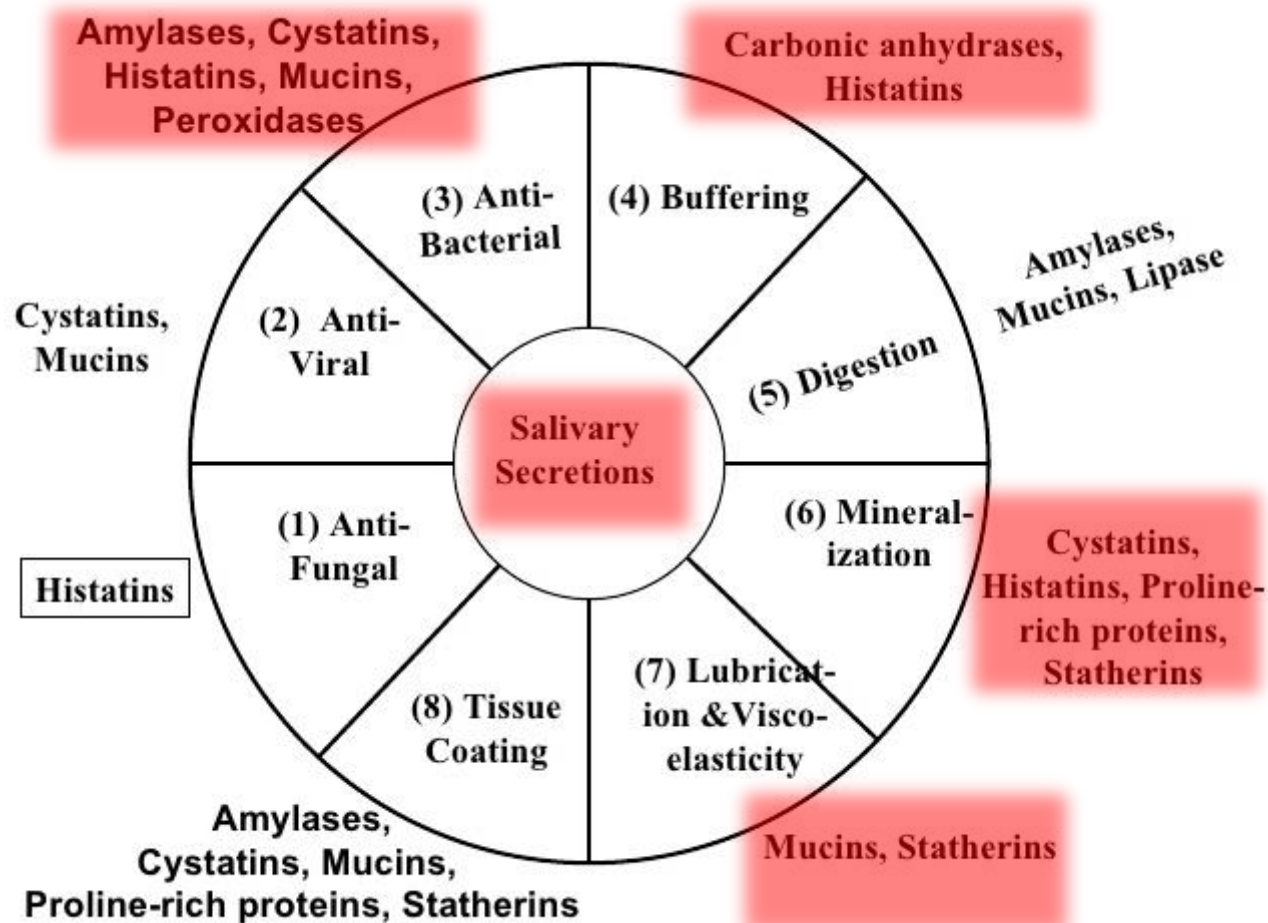 Amylases, Cystatins,
Histatins, Mucins,
Peroxidases
Carbonic anhydrases,
Histatins
(3) Anti-
Bacterial
(4) Buffering
Amylases,
Mucins, Lipase
Cystatins,
Mucins
(2) Anti-
Viral
(5) Digestion
Salivary
Secretions
(1) Anti-
Fungal
(6) Mineral-
ization
Cystatins,
Histatins, Proline-
rich proteins,
Statherins
Histatins
(8) Tissue
Coating
(7) Lubricat-
ion &Visco-
elasticity
Amylases,
Cystatins, Mucins,
Proline-rich proteins, Statherins
Mucins, Statherins